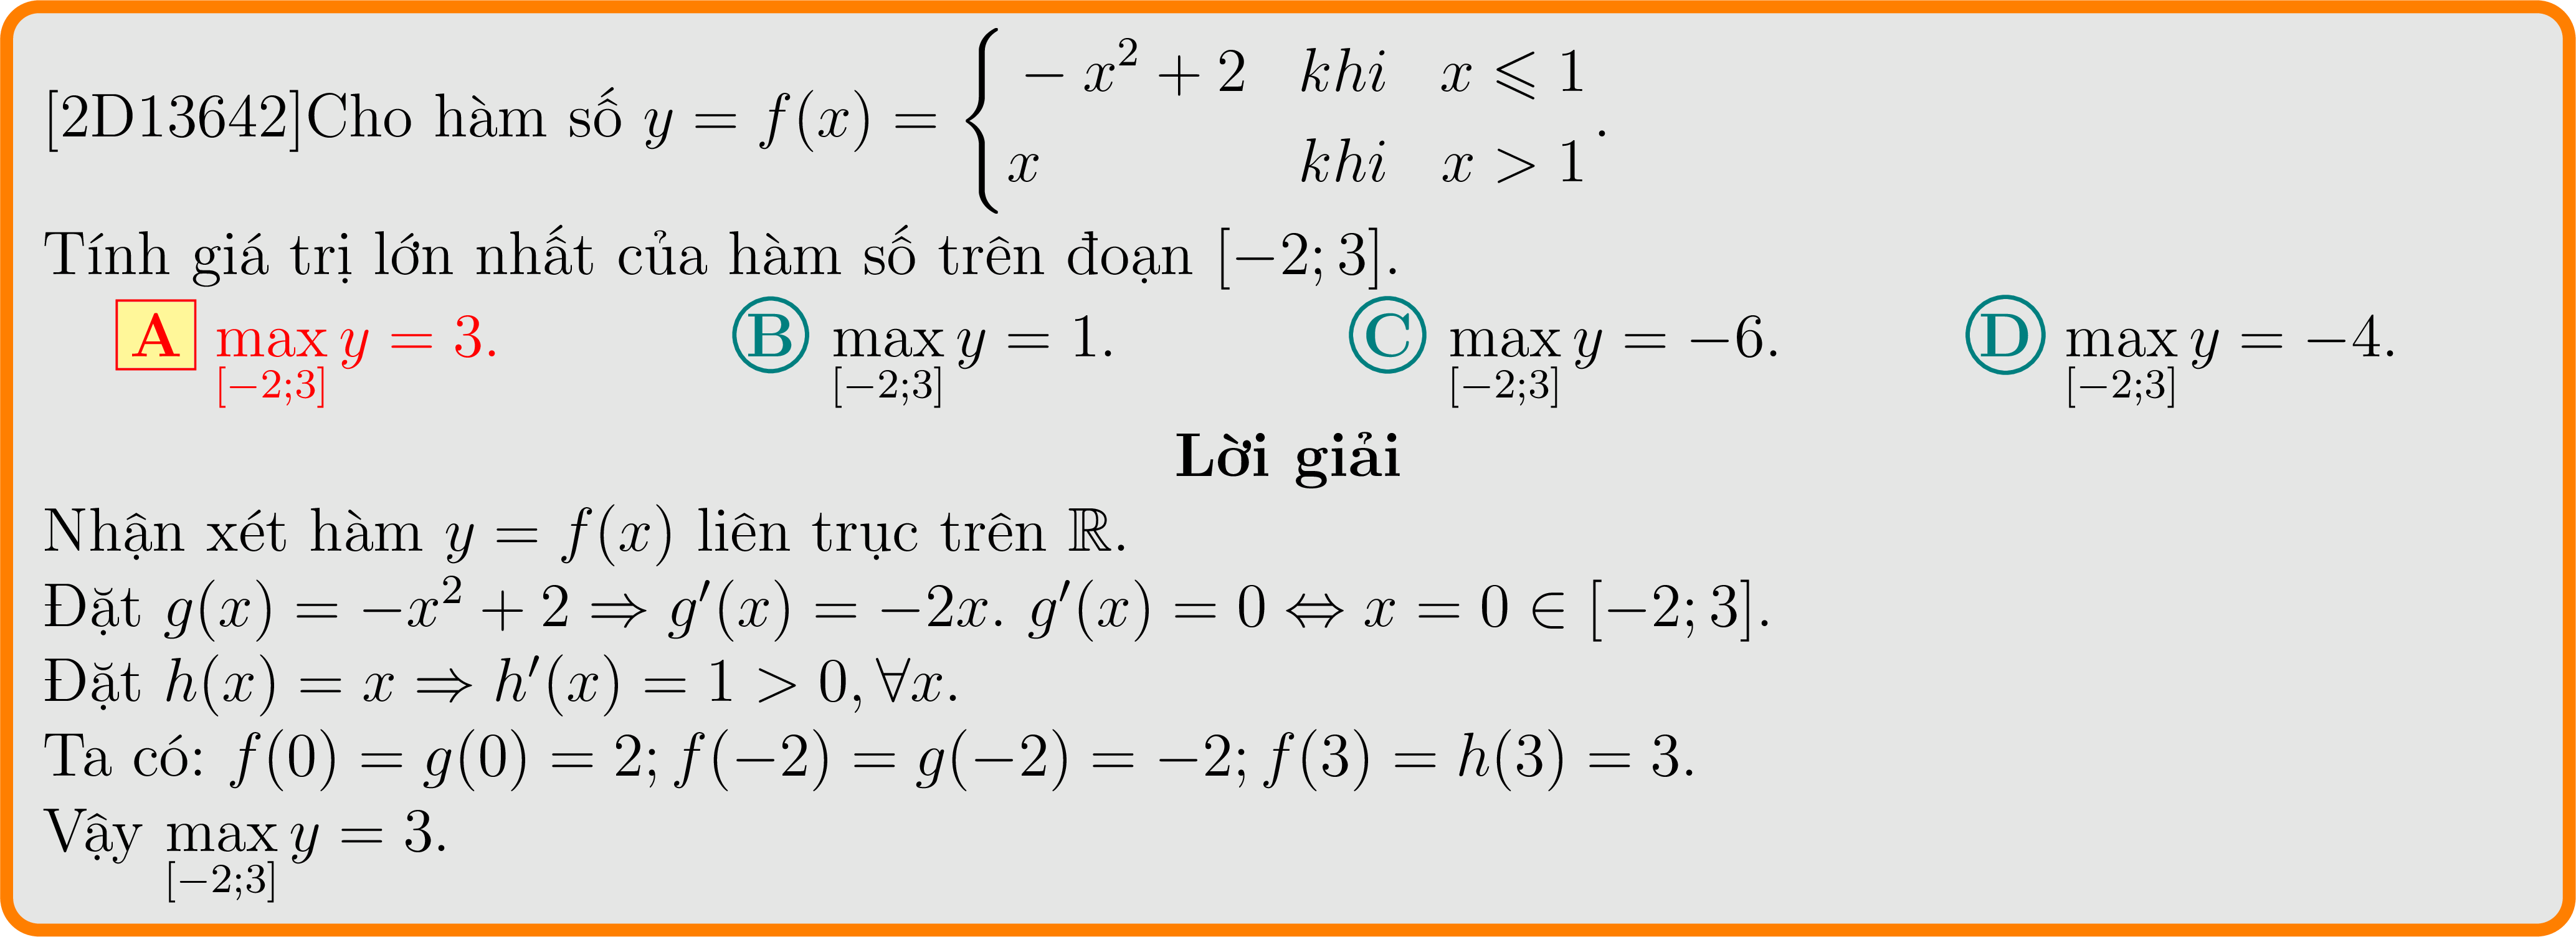 [2D13642]Cho hàm số $y = f(x) = \begin{cases} -x^2 + 2 & khi \quad x \leqslant 1 \\ x & khi \quad x > 1 \end{cases}$.
Tính giá trị lớn nhất của hàm số trên đoạn $[-2; 3]$.
A $\max\limits_{[-2;3]} y = 3$. B $\max\limits_{[-2;3]} y = 1$. C $\max\limits_{[-2;3]} y = -6$. D $\max\limits_{[-2;3]} y = -4$.
Lời giải
Nhận xét hàm $y = f(x)$ liên trục trên $\mathbb{R}$.
Đặt $g(x) = -x^2 + 2 \Rightarrow g'(x) = -2x$. $g'(x) = 0 \Leftrightarrow x = 0 \in [-2; 3]$.
Đặt $h(x) = x \Rightarrow h'(x) = 1 > 0, \forall x$.
Ta có: $f(0) = g(0) = 2; f(-2) = g(-2) = -2; f(3) = h(3) = 3$.
Vậy $\max\limits_{[-2;3]} y = 3$.